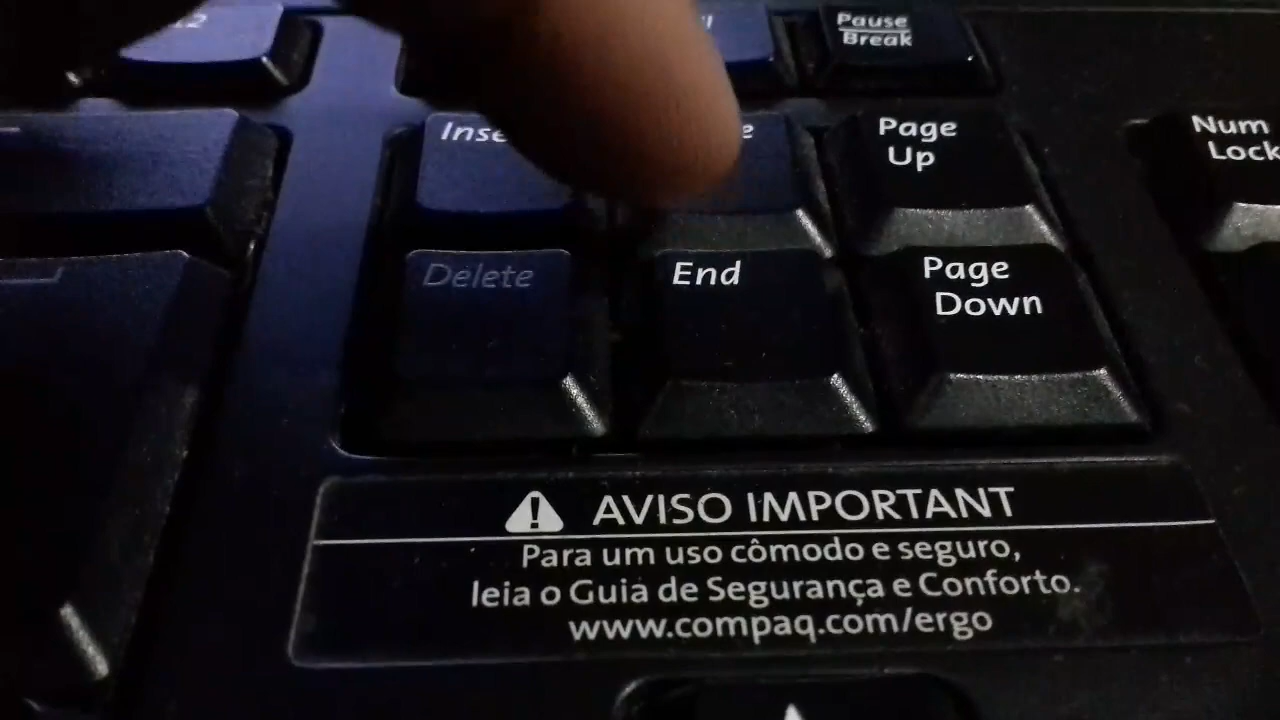 Pause
Break
Page
Up
Num
Lock
Delete
End
Page
Down
AVISO IMPORTANT
Para um uso cômodo e seguro,
leia o Guia de Segurança e Conforto.
www.compaq.com/ergo